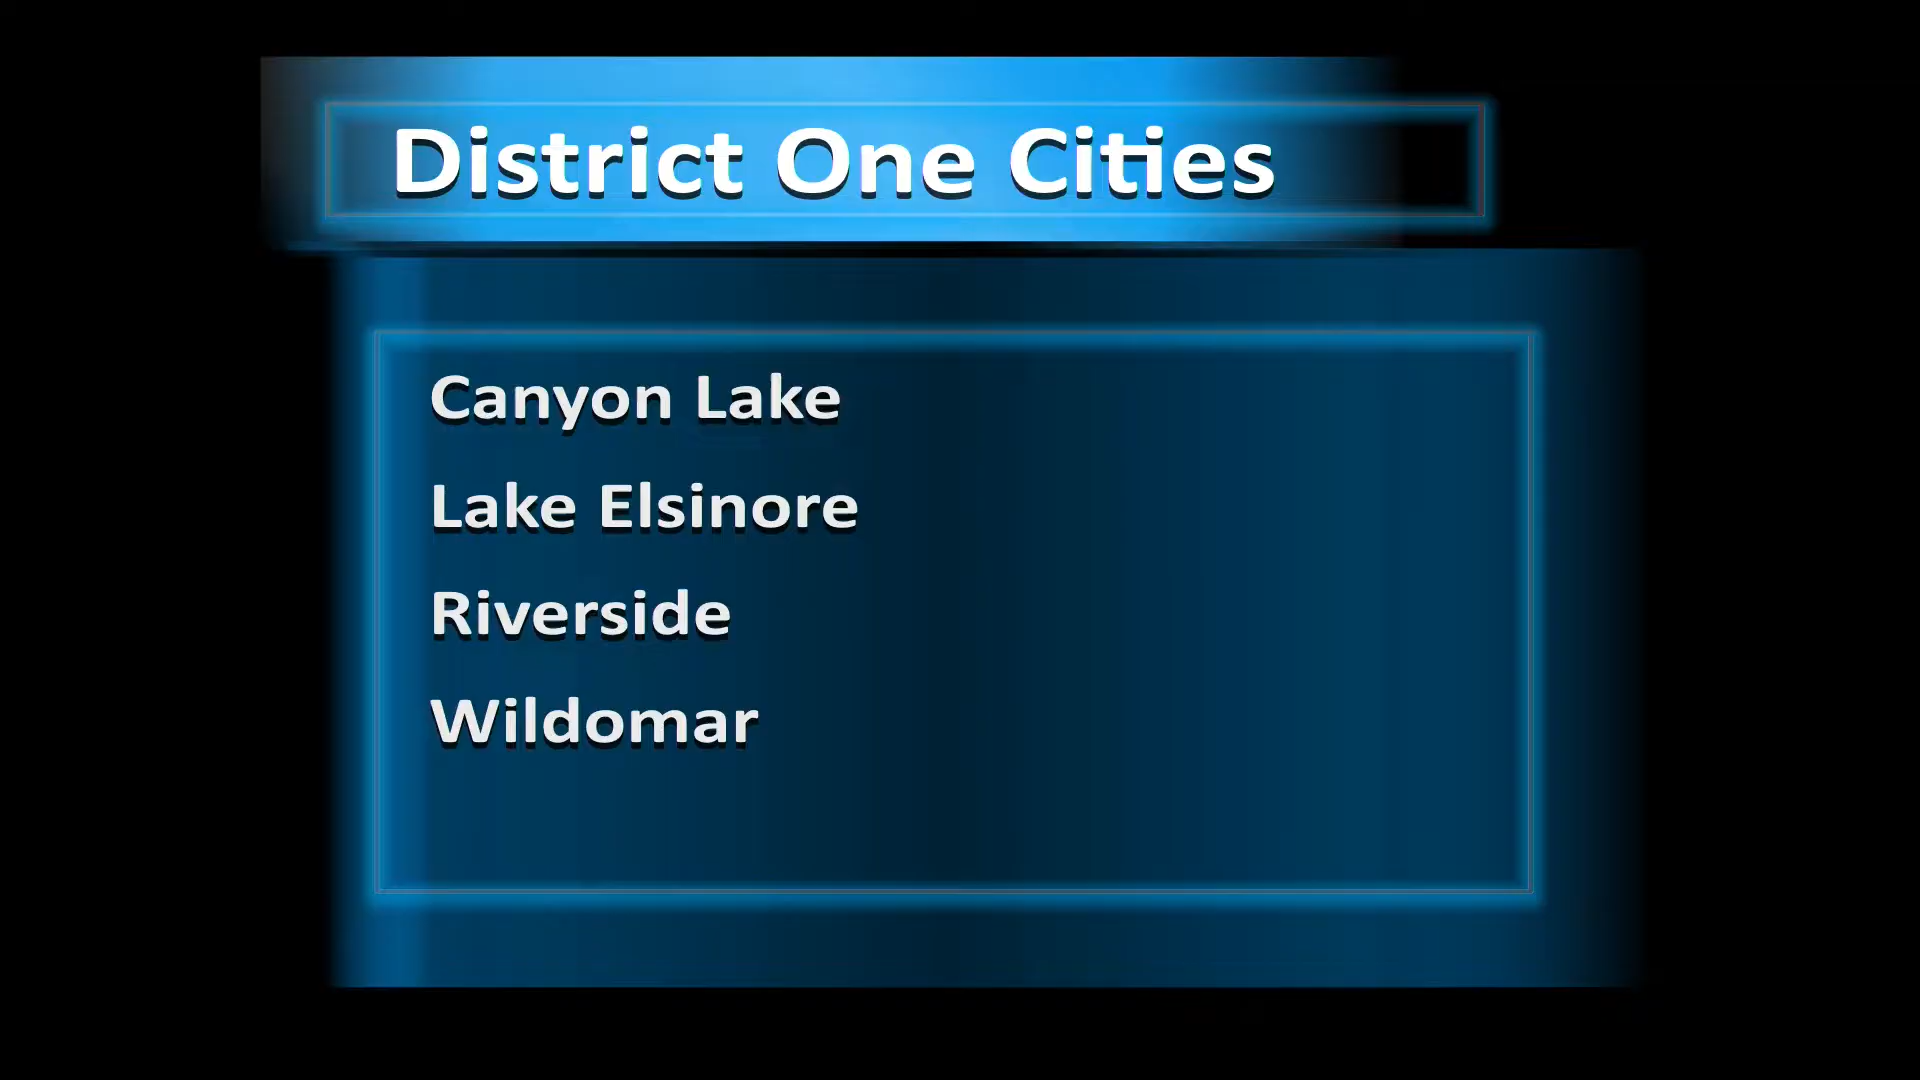 District One Cities
Canyon Lake
Lake Elsinore
Riverside
Wildomar